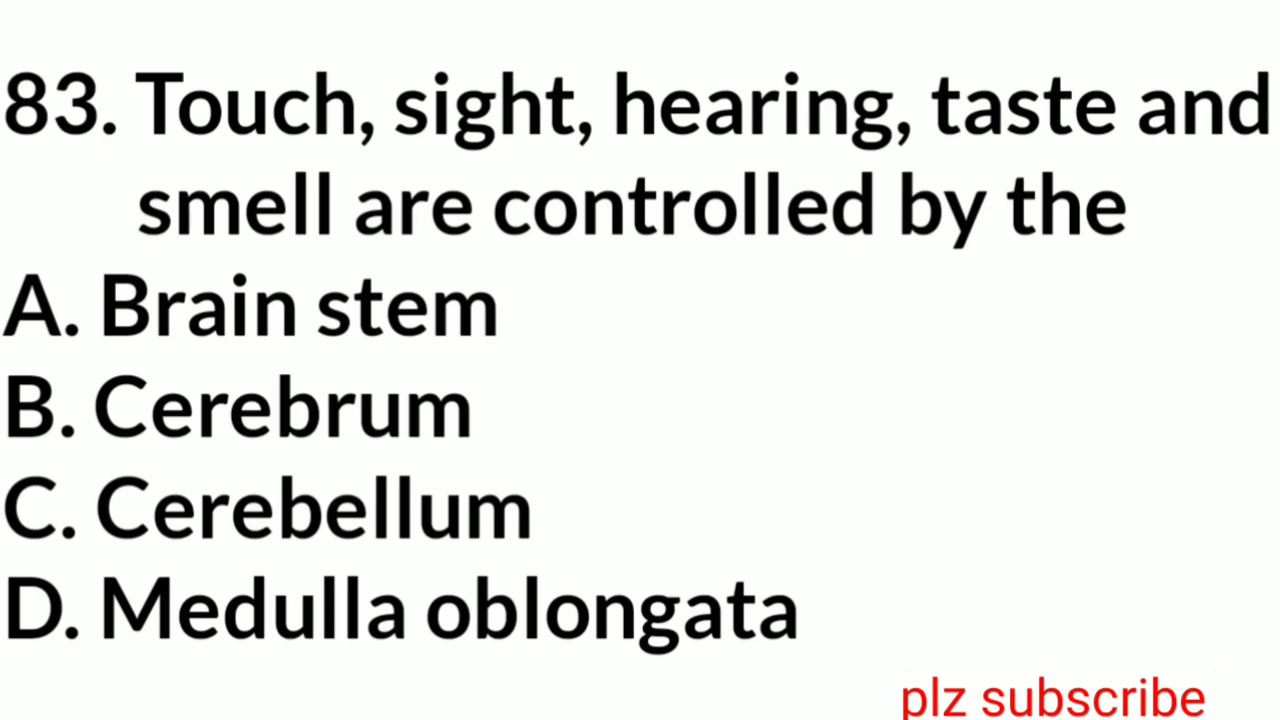 83. Touch, sight, hearing, taste and
smell are controlled by the
A. Brain stem
B. Cerebrum
C. Cerebellum
D. Medulla oblongata
plz subscribe